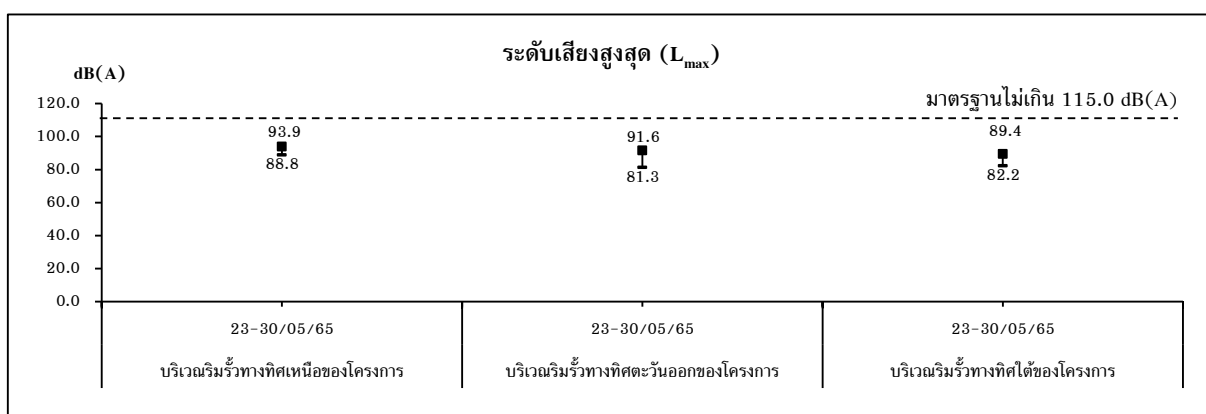 ระดับเสียงสูงสุด (Lmax)
dB(A)
มาตรฐานไม่เกิน 115.0 dB(A)
120.0
100.0
80.0
60.0
40.0
20.0
0.0
93.9
88.8
91.6
81.3
89.4
82.2
23-30/05/65
23-30/05/65
23-30/05/65
บริเวณริมรั้วทางทิศเหนือของโครงการ
บริเวณริมรั้วทางทิศตะวันออกของโครงการ
บริเวณริมรั้วทางทิศใต้ของโครงการ